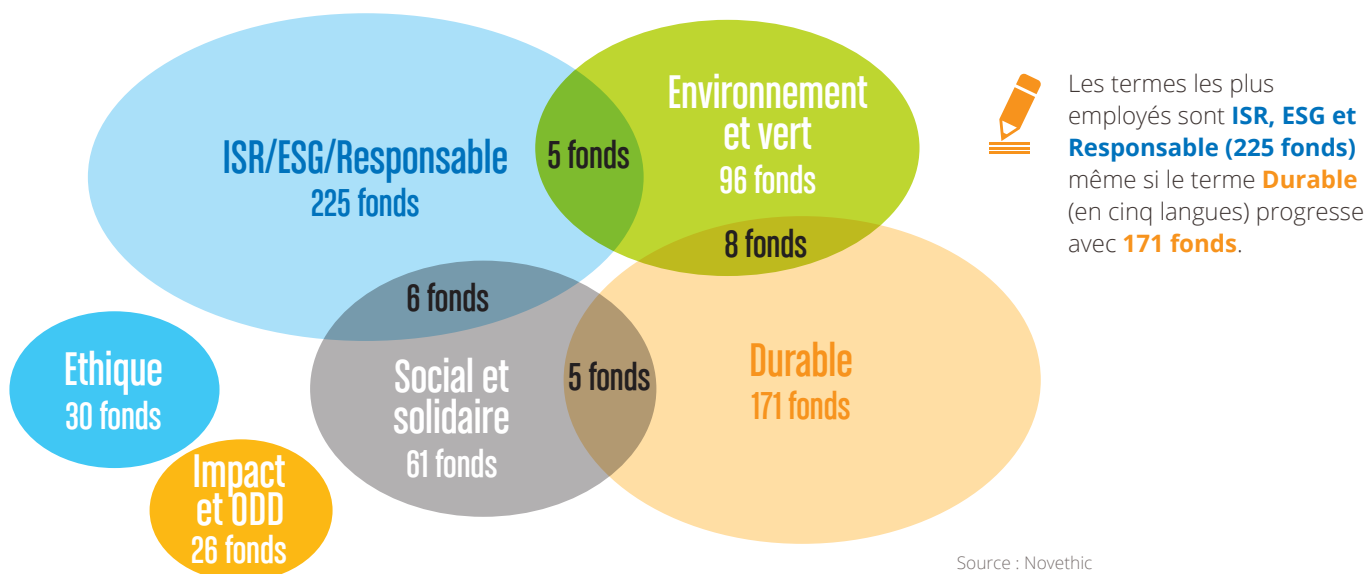 ISR/ESG/Responsable
225 fonds
5 fonds
Environnement
et vert
96 fonds
8 fonds
6 fonds
Ethique
30 fonds
Social et
solidaire
61 fonds
5 fonds
Durable
171 fonds
Impact
et ODD
26 fonds
Les termes les plus
employés sont ISR, ESG et
Responsable (225 fonds)
même si le terme Durable
(en cinq langues) progresse
avec 171 fonds.
Source : Novethic